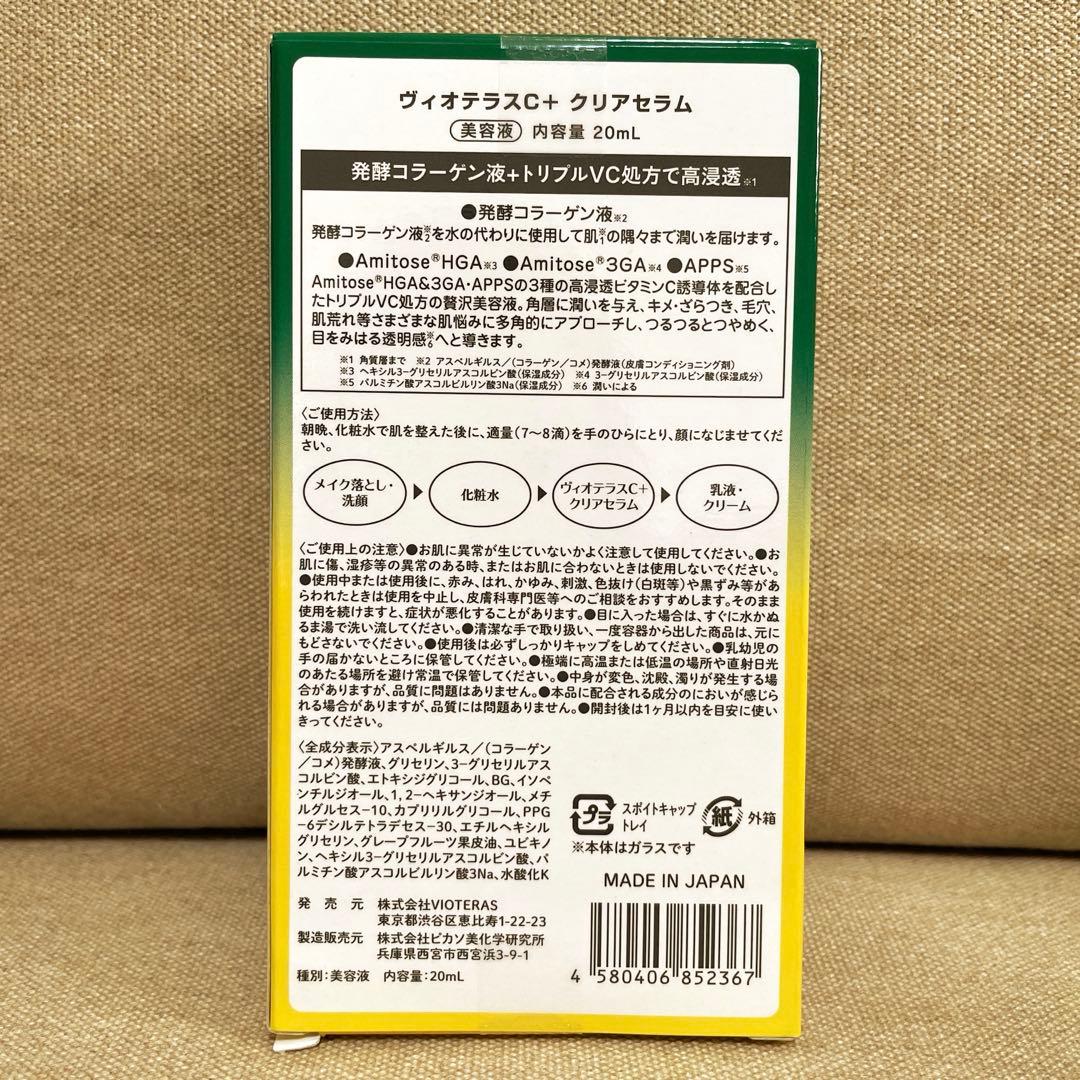 ヴィオテラスC+ クリアセラム
美容液 内容量 20mL
発酵コラーゲン液+トリプルVC処方で高浸透※1
●発酵コラーゲン液※2
発酵コラーゲン液※2を水の代わりに使用して肌※1の隅々まで潤いを届けます。
●Amitose®HGA※3 ●Amitose®3GA※4 ●APPS※5
Amitose®HGA&3GA・APPSの3種の高浸透ビタミンC誘導体を配合し
たトリプルVC処方の贅沢美容液。角層に潤いを与え、キメ・ざらつき、毛穴、
肌荒れ等さまざまな肌悩みに多角的にアプローチし、つるつるとつやめく、
目をみはる透明感※6へと導きます。
※1 角質層まで ※2 アスペルギルス/(コラーゲン/コメ)発酵液(皮膚コンディショニング剤)
※3 ヘキシル3-グリセリルアスコルビン酸(保湿成分) ※4 3-グリセリルアスコルビン酸(保湿成分)
※5 パルミチン酸アスコルビルリン酸3Na(保湿成分) ※6 潤いによる
〈ご使用方法〉
朝晩、化粧水で肌を整えた後に、適量(7〜8滴)を手のひらにとり、顔になじませてくだ
さい。
メイク落とし・洗顔 ▶ 化粧水 ▶ ヴィオテラスC+クリアセラム ▶ 乳液・クリーム
〈ご使用上の注意〉●お肌に異常が生じていないかよく注意して使用してください。●お
肌に傷、湿疹等の異常のある時、またはお肌に合わないときは使用しないでください。
●使用中または使用後に、赤み、はれ、かゆみ、刺激、色抜け(白斑等)や黒ずみ等があ
らわれたときは使用を中止し、皮膚科専門医等へのご相談をおすすめします。そのまま
使用を続けますと、症状が悪化することがあります。●目に入った場合は、すぐに水かぬ
るま湯で洗い流してください。●清潔な手で取り扱い、一度容器から出した商品は、元に
もどさないでください。●使用後は必ずしっかりキャップをしめてください。●乳幼児の
手の届かないところに保管してください。●極端に高温または低温の場所や直射日光
のあたる場所を避け常温で保管してください。●中身が変色、沈殿、濁りが発生する場
合がありますが、品質に問題はありません。●本品に配合される成分のにおいが感じら
れる場合がありますが、品質には問題ありません。●開封後は1ヶ月以内を目安に使い
きってください。
〈全成分表示〉アスペルギルス/(コラーゲン
/コメ)発酵液、グリセリン、3-グリセリルアス
コルビン酸、エトキシジグリコール、BG、イソペ
ンチルジオール、1,2-ヘキサンジオール、メチ
ルグルセス-10、カプリリルグリコール、PPG
-6デシルテトラデセス-30、エチルヘキシル
グリセリン、グレープフルーツ果皮油、ユビキノ
ン、ヘキシル3-グリセリルアスコルビン酸、パ
ルミチン酸アスコルビルリン酸3Na、水酸化K
プラ スポイトキャップ
トレイ
紙 外箱
※本体はガラスです
MADE IN JAPAN
発売元 株式会社VIOTERAS
東京都渋谷区恵比寿1-22-23
製造販売元 株式会社ピカソ美化学研究所
兵庫県西宮市西宮浜3-9-1
種別:美容液 内容量:20mL
4 580406 852367